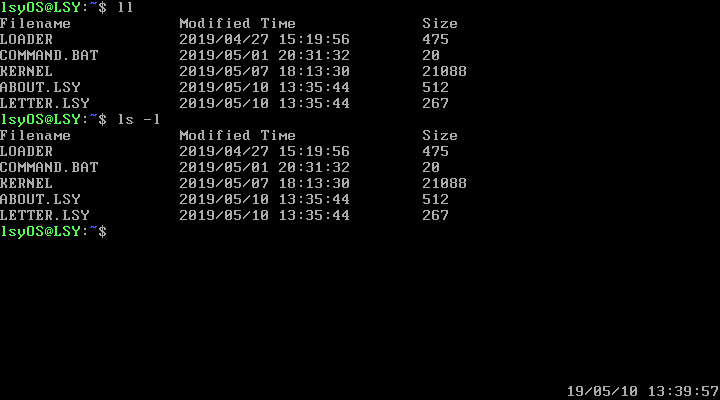 lsyOS@LSY:~$ ll
Filename Modified Time Size
LOADER 2019/04/27 15:19:56 475
COMMAND.BAT 2019/05/01 20:31:32 20
KERNEL 2019/05/07 18:13:30 21088
ABOUT.LSY 2019/05/10 13:35:44 512
LETTER.LSY 2019/05/10 13:35:44 267
lsyOS@LSY:~$ ls -l
Filename Modified Time Size
LOADER 2019/04/27 15:19:56 475
COMMAND.BAT 2019/05/01 20:31:32 20
KERNEL 2019/05/07 18:13:30 21088
ABOUT.LSY 2019/05/10 13:35:44 512
LETTER.LSY 2019/05/10 13:35:44 267
lsyOS@LSY:~$
19/05/10 13:39:57